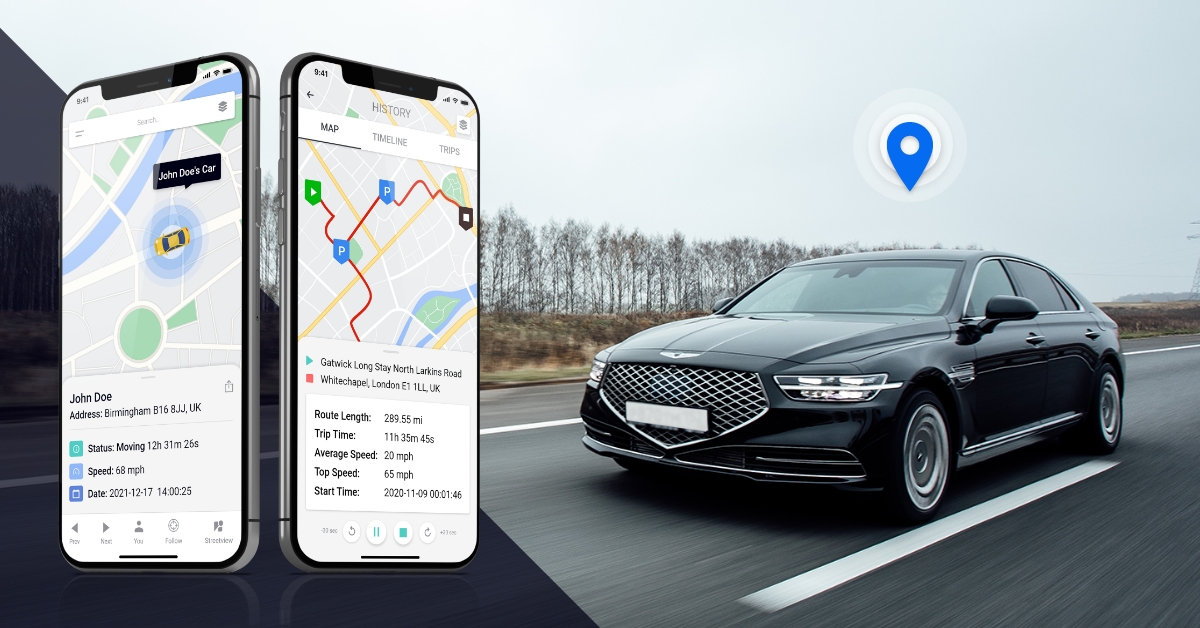 9:41
Search...
John Doe's Car
John Doe
Address: Birmingham B16 8JJ, UK
Status: Moving 12h 31m 26s
Speed: 68 mph
Date: 2021-12-17 14:00:25
Prev Next You Follow Streetview
9:41
HISTORY
MAP TIMELINE TRIPS
P
P
Gatwick Long Stay North Larkins Road
Whitechapel, London E1 1LL, UK
Route Length: 289.55 mi
Trip Time: 11h 35m 45s
Average Speed: 20 mph
Top Speed: 65 mph
Start Time: 2020-11-09 00:01:46